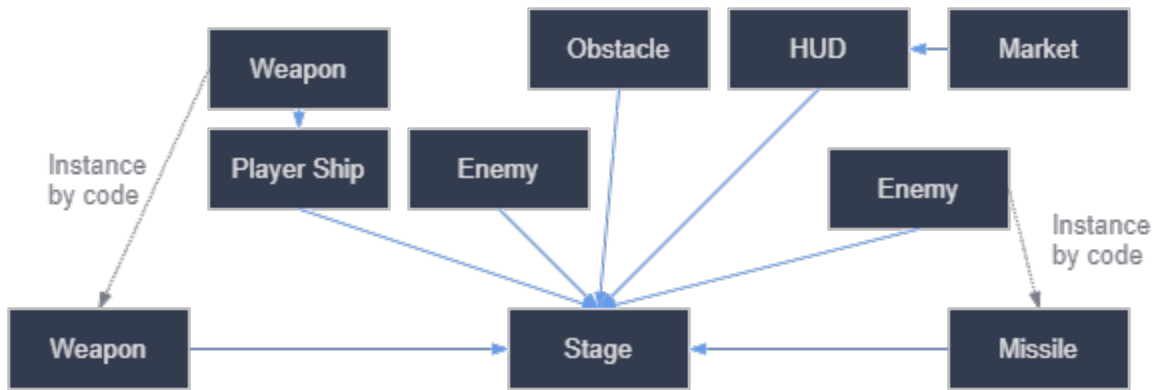 Obstacle
HUD
Market
Weapon
Player Ship
Enemy
Enemy
Instance
by code
Instance
by code
Weapon
Stage
Missile